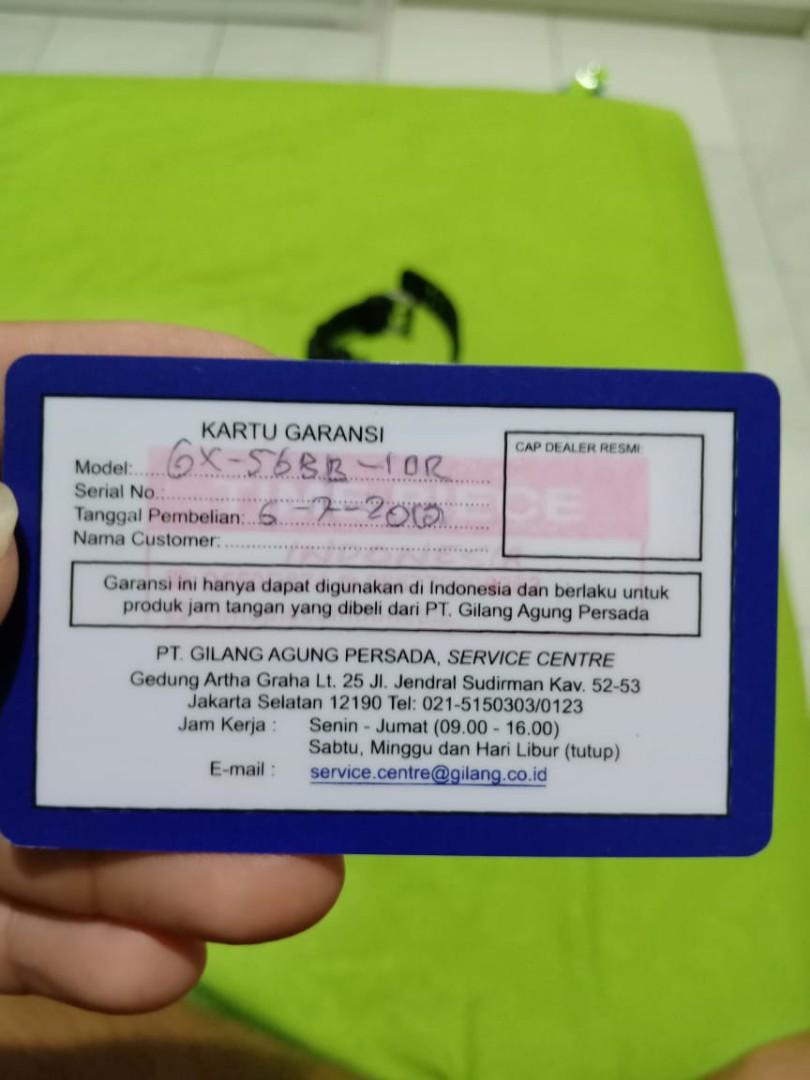 KARTU GARANSI
Model: GX-56BB-1DR
Serial No.:
Tanggal Pembelian: 6-7-2012
Nama Customer:
CAP DEALER RESMI
INDONESIA
Garansi ini hanya dapat digunakan di Indonesia dan berlaku untuk
produk jam tangan yang dibeli dari PT. Gilang Agung Persada
PT. GILANG AGUNG PERSADA, SERVICE CENTRE
Gedung Artha Graha Lt. 25 Jl. Jendral Sudirman Kav. 52-53
Jakarta Selatan 12190 Tel: 021-5150303/0123
Jam Kerja : Senin - Jumat (09.00 - 16.00)
Sabtu, Minggu dan Hari Libur (tutup)
E-mail : service.centre@gilang.co.id